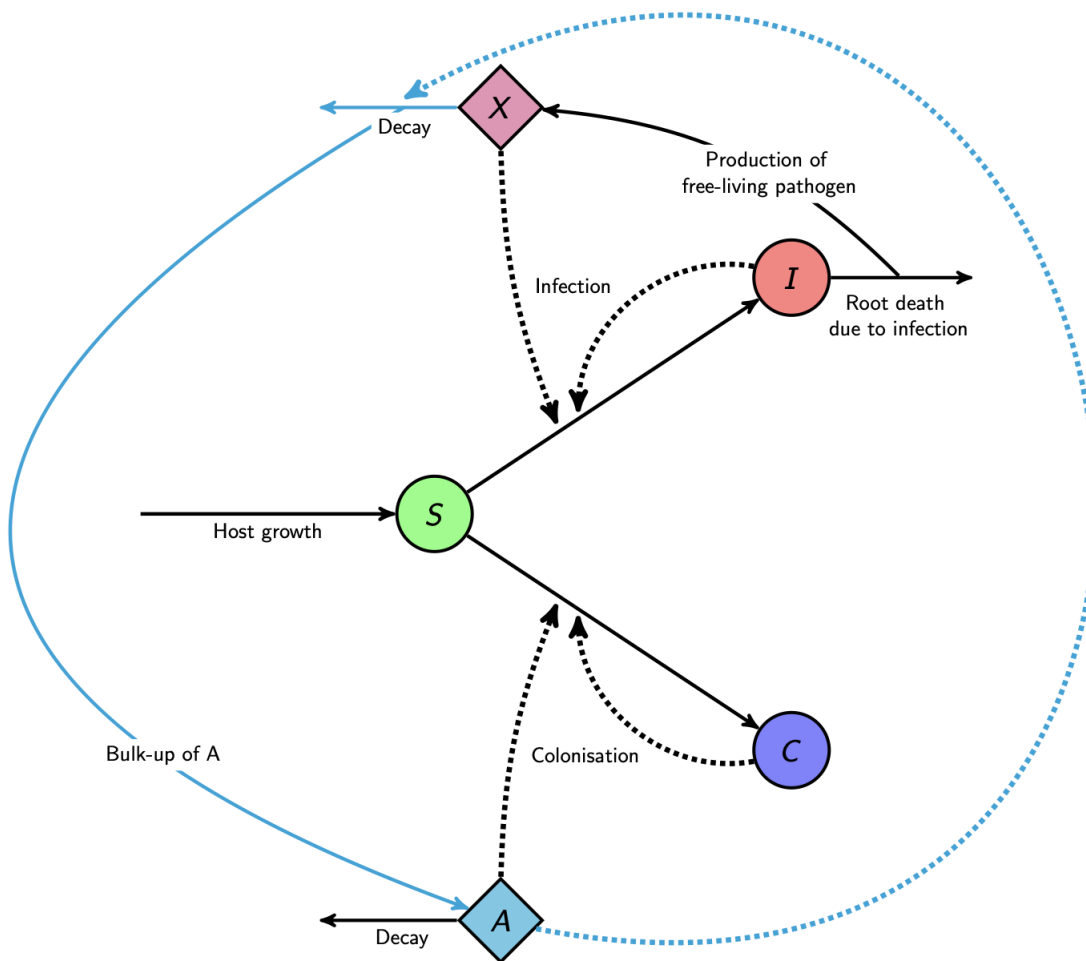 X
Decay
Production of
free-living pathogen
Infection
I
Root death
due to infection
S
Host growth
Bulk-up of A
Colonisation
C
A
Decay